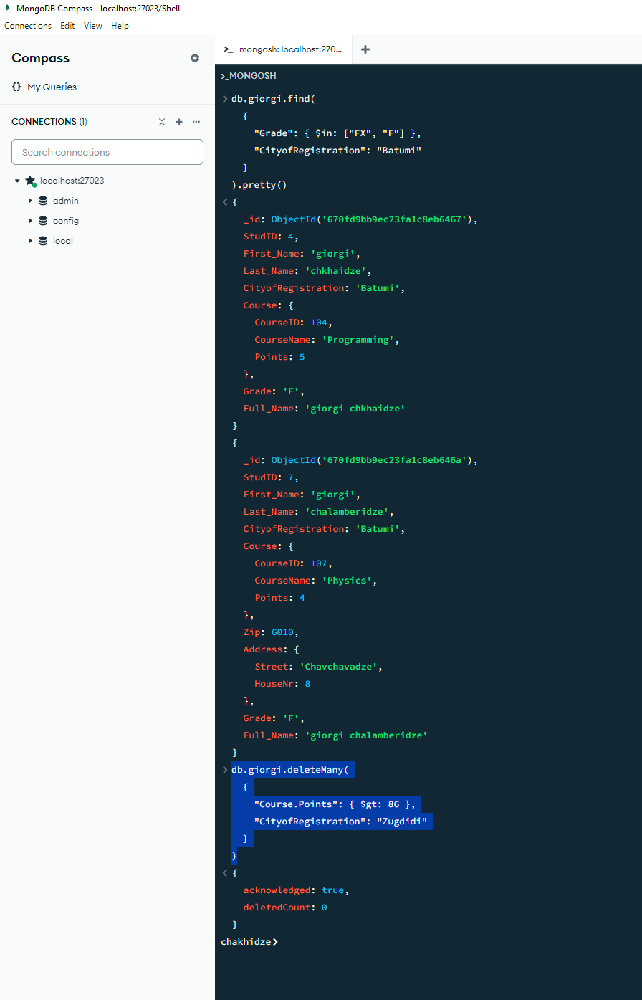 MongoDB Compass - localhost:27023/Shell
Connections Edit View Help
Compass
{} My Queries
CONNECTIONS (1)
Search connections
localhost:27023
admin
config
local
>_ mongosh: localhost:270...
>_MONGOSH
> db.giorgi.find(
{
"Grade": { $in: ["FX", "F"] },
"CityofRegistration": "Batumi"
}
).pretty()
< {
_id: ObjectId('670fd9bb9ec23fa1c8eb6467'),
StudID: 4,
First_Name: 'giorgi',
Last_Name: 'chkhaidze',
CityofRegistration: 'Batumi',
Course: {
CourseID: 104,
CourseName: 'Programming',
Points: 5
},
Grade: 'F',
Full_Name: 'giorgi chkhaidze'
}
{
_id: ObjectId('670fd9bb9ec23fa1c8eb646a'),
StudID: 7,
First_Name: 'giorgi',
Last_Name: 'chalamberidze',
CityofRegistration: 'Batumi',
Course: {
CourseID: 107,
CourseName: 'Physics',
Points: 4
},
Zip: 6010,
Address: {
Street: 'Chavchavadze',
HouseNr: 8
},
Grade: 'F',
Full_Name: 'giorgi chalamberidze'
}
> db.giorgi.deleteMany(
{
"Course.Points": { $gt: 86 },
"CityofRegistration": "Zugdidi"
}
)
< {
acknowledged: true,
deletedCount: 0
}
chakhidze>